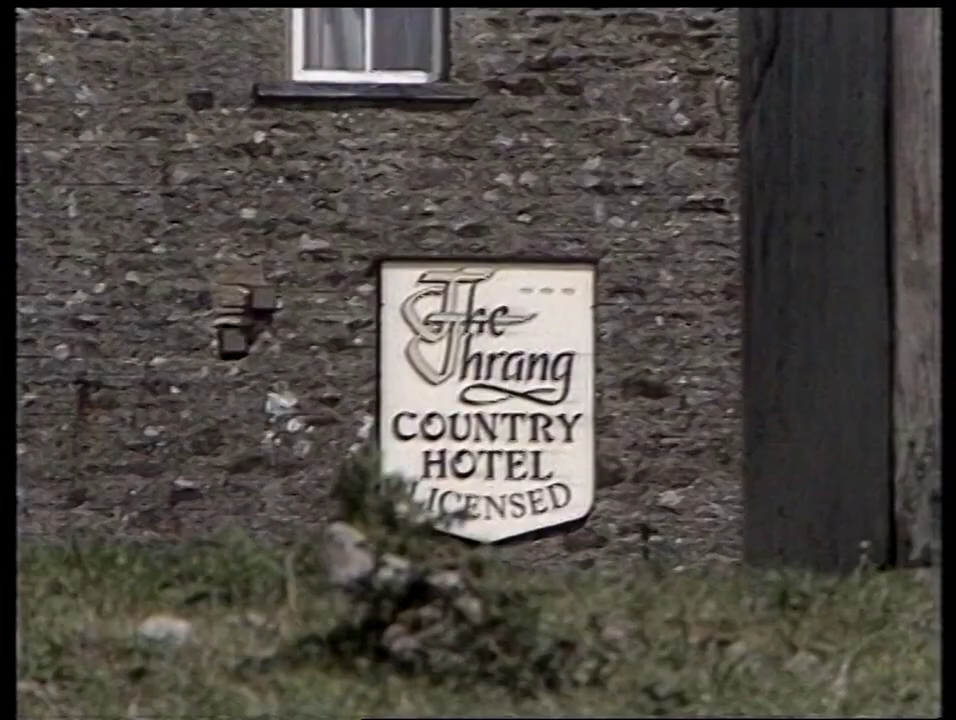 The
Thrang
COUNTRY
HOTEL
LICENSED